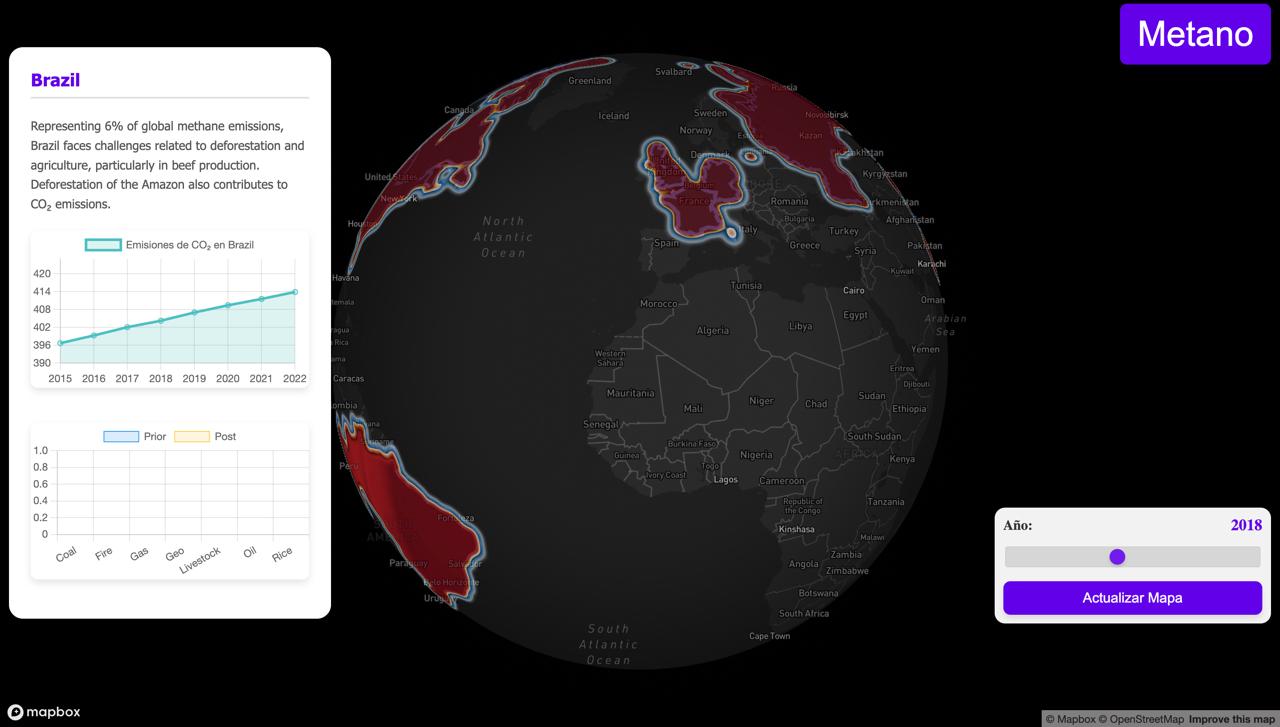 Metano
Brazil
Representing 6% of global methane emissions,
Brazil faces challenges related to deforestation and
agriculture, particularly in beef production.
Deforestation of the Amazon also contributes to
CO₂ emissions.
Emisiones de CO₂ en Brazil
420
414
408
402
396
390
2015 2016 2017 2018 2019 2020 2021 2022
Prior Post
1.0
0.8
0.6
0.4
0.2
0
Coal Fire Gas Geo Livestock Oil Rice
Svalbard
Greenland
Russia
Canada
Iceland
Sweden
Novosibirsk
Norway
Kazan
Denmark
United
Kingdom
Kazakhstan
United States
Belgium
Kyrgyzstan
New York
France
Romania
Turkmenistan
North
Atlantic
Ocean
Bulgaria
Afghanistan
Italy
Turkey
Spain
Greece
Syria
Pakistan
Karachi
Kuwait
Havana
Tunisia
Cairo
Oman
Morocco
Egypt
Arabian
Sea
Algeria
Libya
Yemen
Western
Sahara
Eritrea
Caracas
Djibouti
Mauritania
Niger
Chad
Sudan
Mali
Ethiopia
Senegal
South Sudan
Burkina Faso
AFRICA
Guinea
Nigeria
Kenya
Togo
Peru
Ivory Coast
Lagos
Cameroon
Republic of
the Congo
Tanzania
Fortaleza
SOUTH
AMERICA
Kinshasa
Malawi
Zambia
Paraguay
Salvador
Angola
Zimbabwe
Belo Horizonte
Botswana
South Africa
South
Atlantic
Ocean
Cape Town
Año: 2018
Actualizar Mapa
mapbox
© Mapbox © OpenStreetMap Improve this map